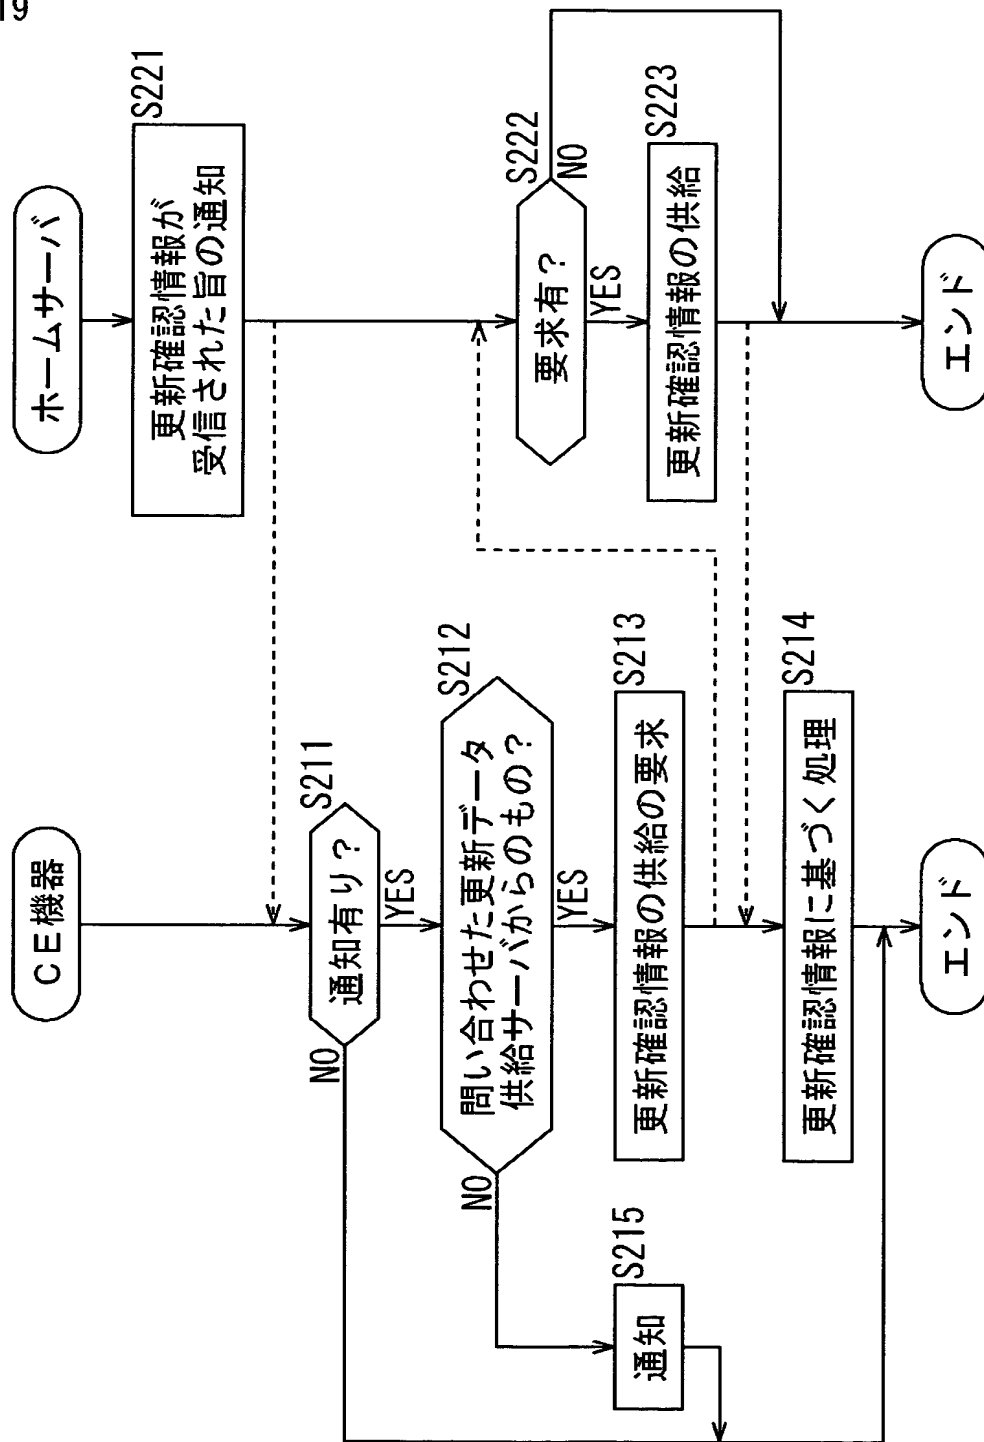 19
CE機器
S211
通知有り？
NO
YES
S212
問い合わせた更新データ
供給サーバからのもの？
NO
YES
S213
更新確認情報の供給の要求
S214
更新確認情報に基づく処理
S215
通知
エンド
ホームサーバ
S221
更新確認情報が
受信された旨の通知
S222
要求有？
NO
YES
S223
更新確認情報の供給
エンド